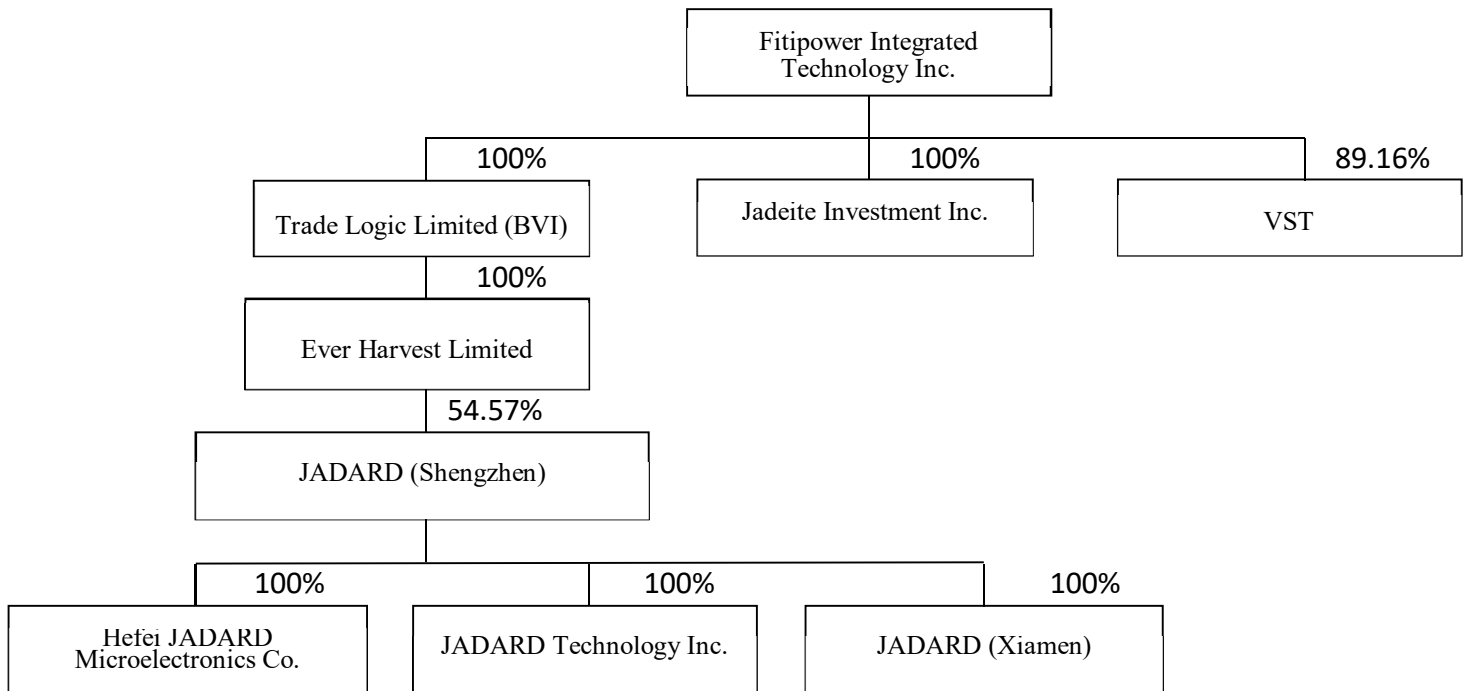 Fitipower Integrated
Technology Inc.
100%
100%
89.16%
Trade Logic Limited (BVI)
Jadeite Investment Inc.
VST
100%
Ever Harvest Limited
54.57%
JADARD (Shengzhen)
100%
100%
100%
Hefei JADARD
Microelectronics Co.
JADARD Technology Inc.
JADARD (Xiamen)